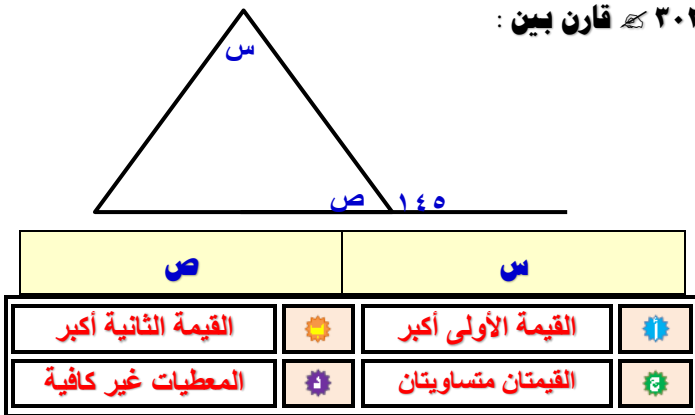 ٣٠٢ قارن بين :
س
ص ١٤٥
س ص
أ القيمة الأولى أكبر ب القيمة الثانية أكبر
ج القيمتان متساويتان د المعطيات غير كافية